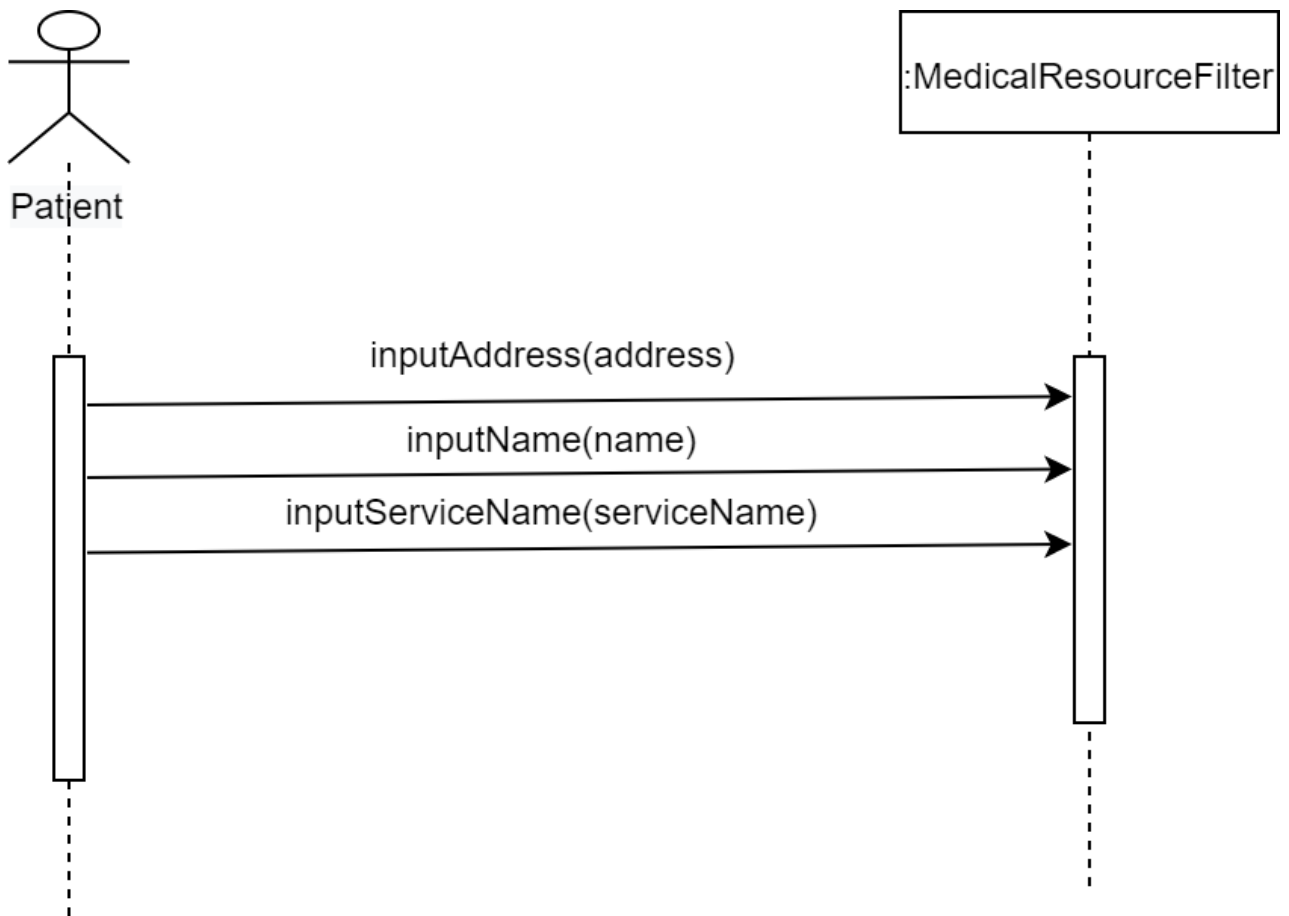 :MedicalResourceFilter
Patient
inputAddress(address)
inputName(name)
inputServiceName(serviceName)